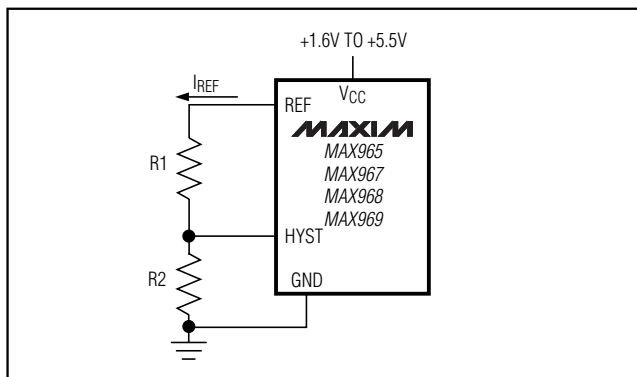 +1.6V TO +5.5V
IREF
REF
VCC
MAXIM
R1
MAX965
MAX967
MAX968
MAX969
HYST
R2
GND